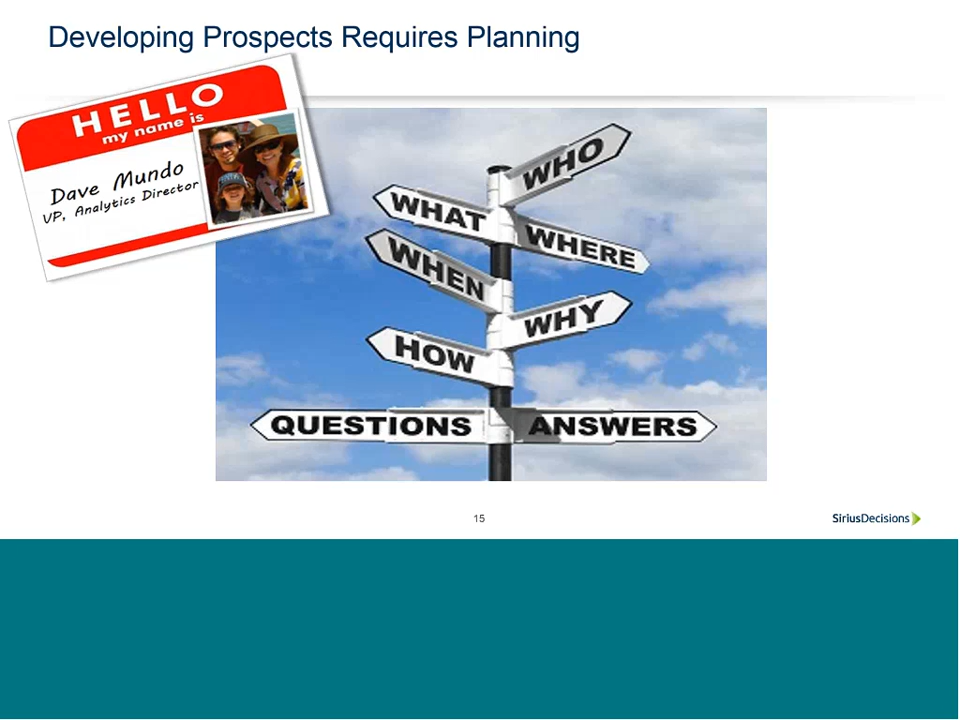 Developing Prospects Requires Planning
HELLO
my name is
Dave Mundo
VP, Analytics Director
WHO
WHAT
WHERE
WHEN
WHY
HOW
QUESTIONS
ANSWERS
15
SiriusDecisions